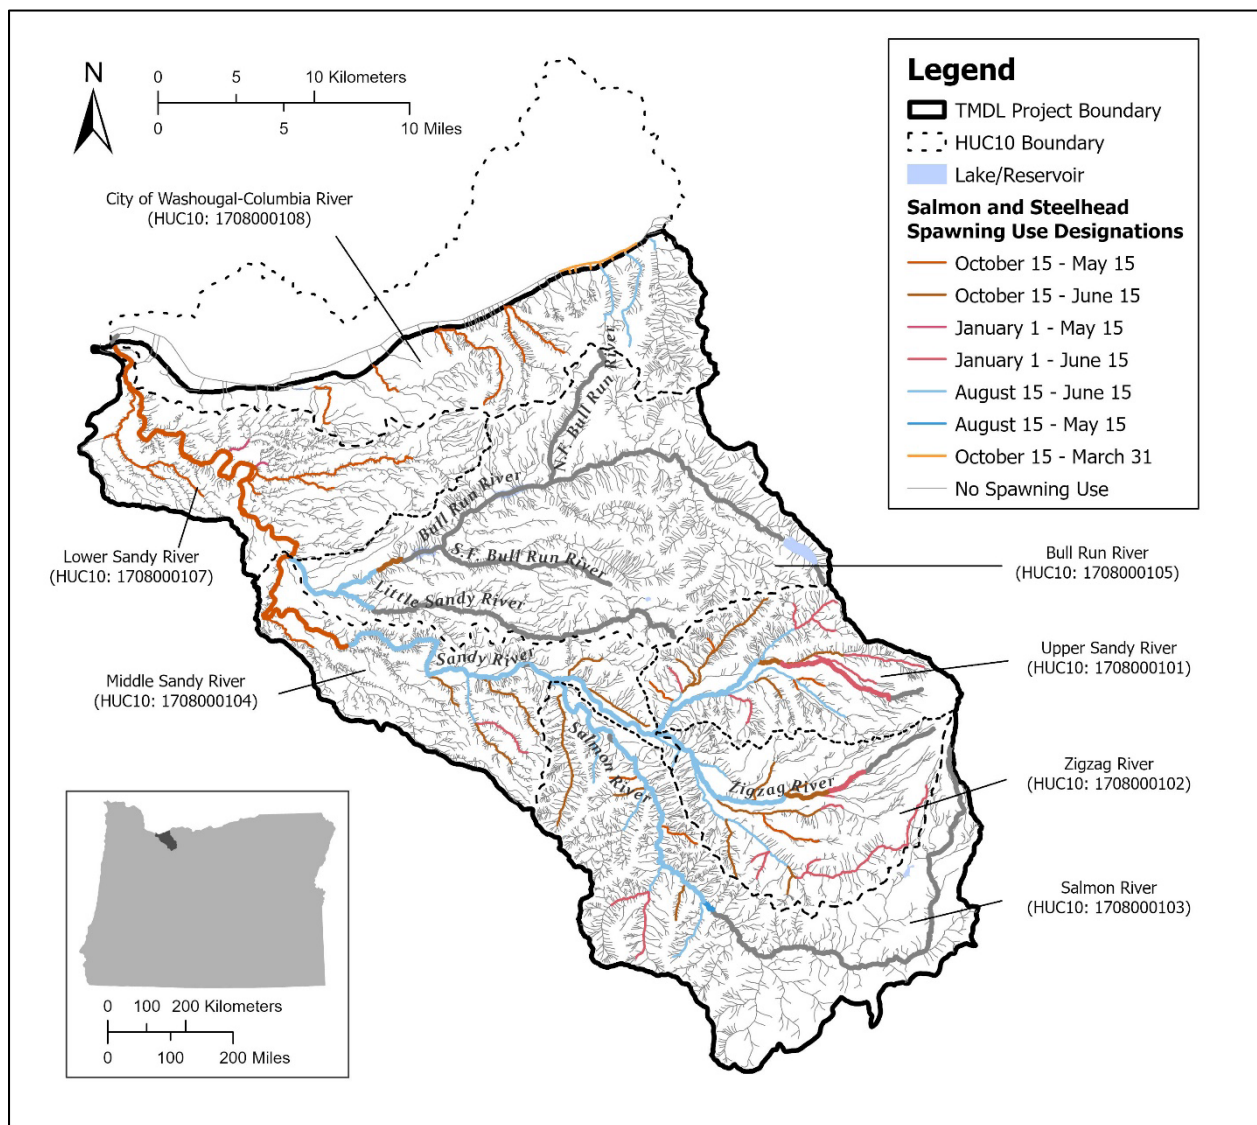 N
0 5 10 Kilometers
0 5 10 Miles
City of Washougal-Columbia River
(HUC10: 1708000108)
Legend
TMDL Project Boundary
HUC10 Boundary
Lake/Reservoir
Salmon and Steelhead
Spawning Use Designations
October 15 - May 15
October 15 - June 15
January 1 - May 15
January 1 - June 15
August 15 - June 15
August 15 - May 15
October 15 - March 31
No Spawning Use
N.F. Bull Run River
Bull Run River
S.F. Bull Run River
Little Sandy River
Lower Sandy River
(HUC10: 1708000107)
Bull Run River
(HUC10: 1708000105)
Sandy River
Upper Sandy River
(HUC10: 1708000101)
Middle Sandy River
(HUC10: 1708000104)
Salmon River
Zigzag River
Zigzag River
(HUC10: 1708000102)
Salmon River
(HUC10: 1708000103)
0 100 200 Kilometers
0 100 200 Miles